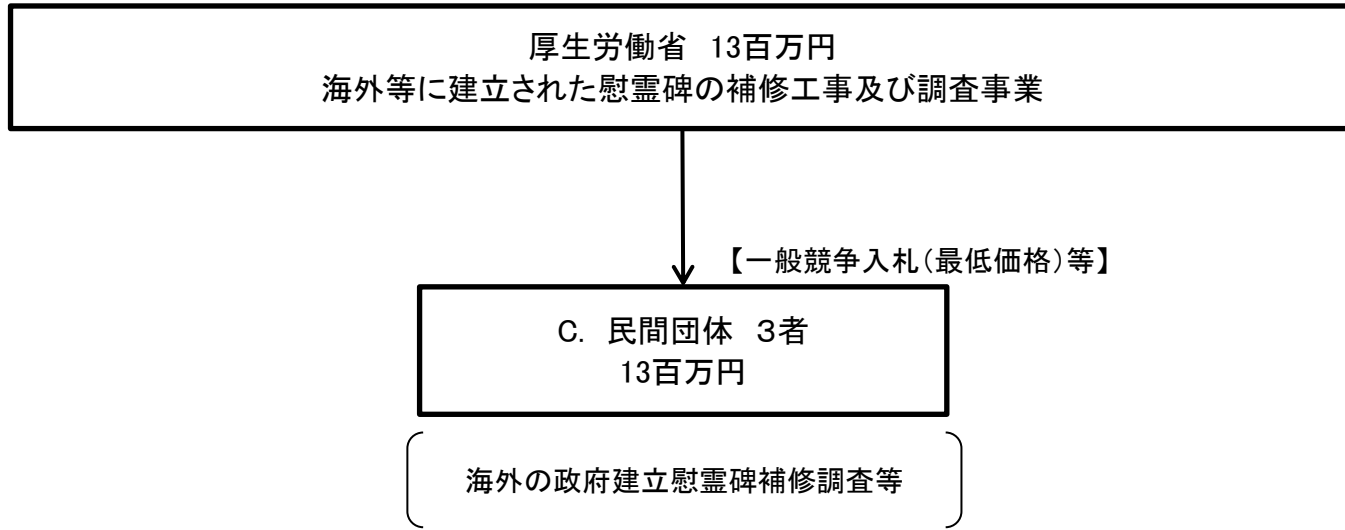 厚生労働省 13百万円
海外等に建立された慰霊碑の補修工事及び調査事業
【一般競争入札(最低価格)等】
C. 民間団体 3者
13百万円
海外の政府建立慰霊碑補修調査等